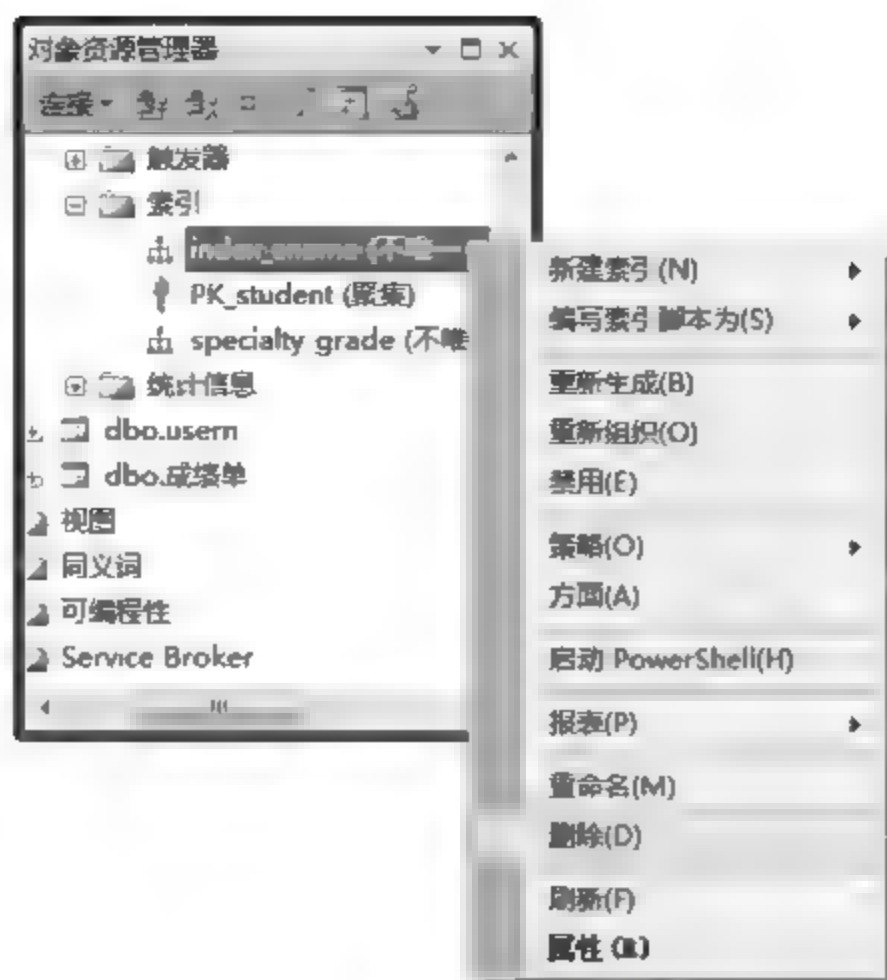 对象资源管理器
连接
触发器
索引
index_sname (不唯一
PK_student (聚集)
specialty grade (不唯
统计信息
dbo.usern
dbo.成绩单
视图
同义词
可编程性
Service Broker
新建索引(N)
编写索引脚本为(S)
重新生成(B)
重新组织(O)
禁用(E)
策略(O)
方面(A)
启动 PowerShell(H)
报表(P)
重命名(M)
删除(D)
刷新(F)
属性(R)